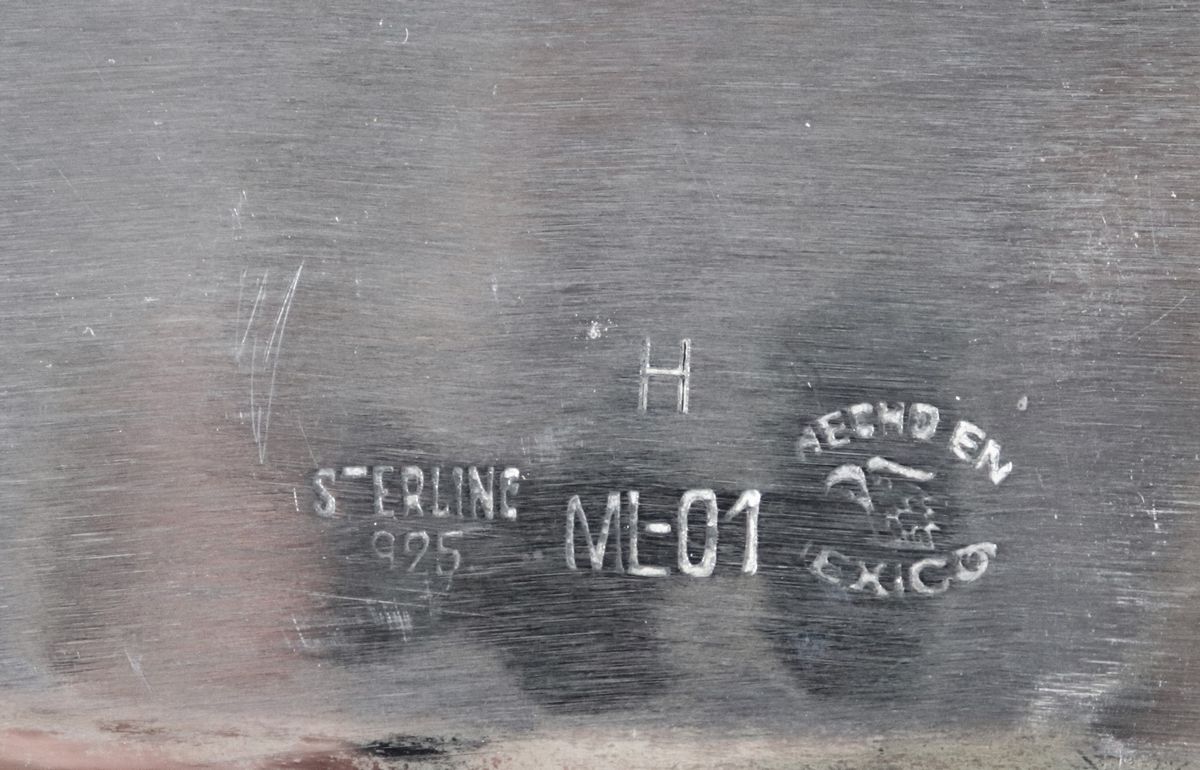 H
STERLING
925
ML-01
HECHO EN
MEXICO